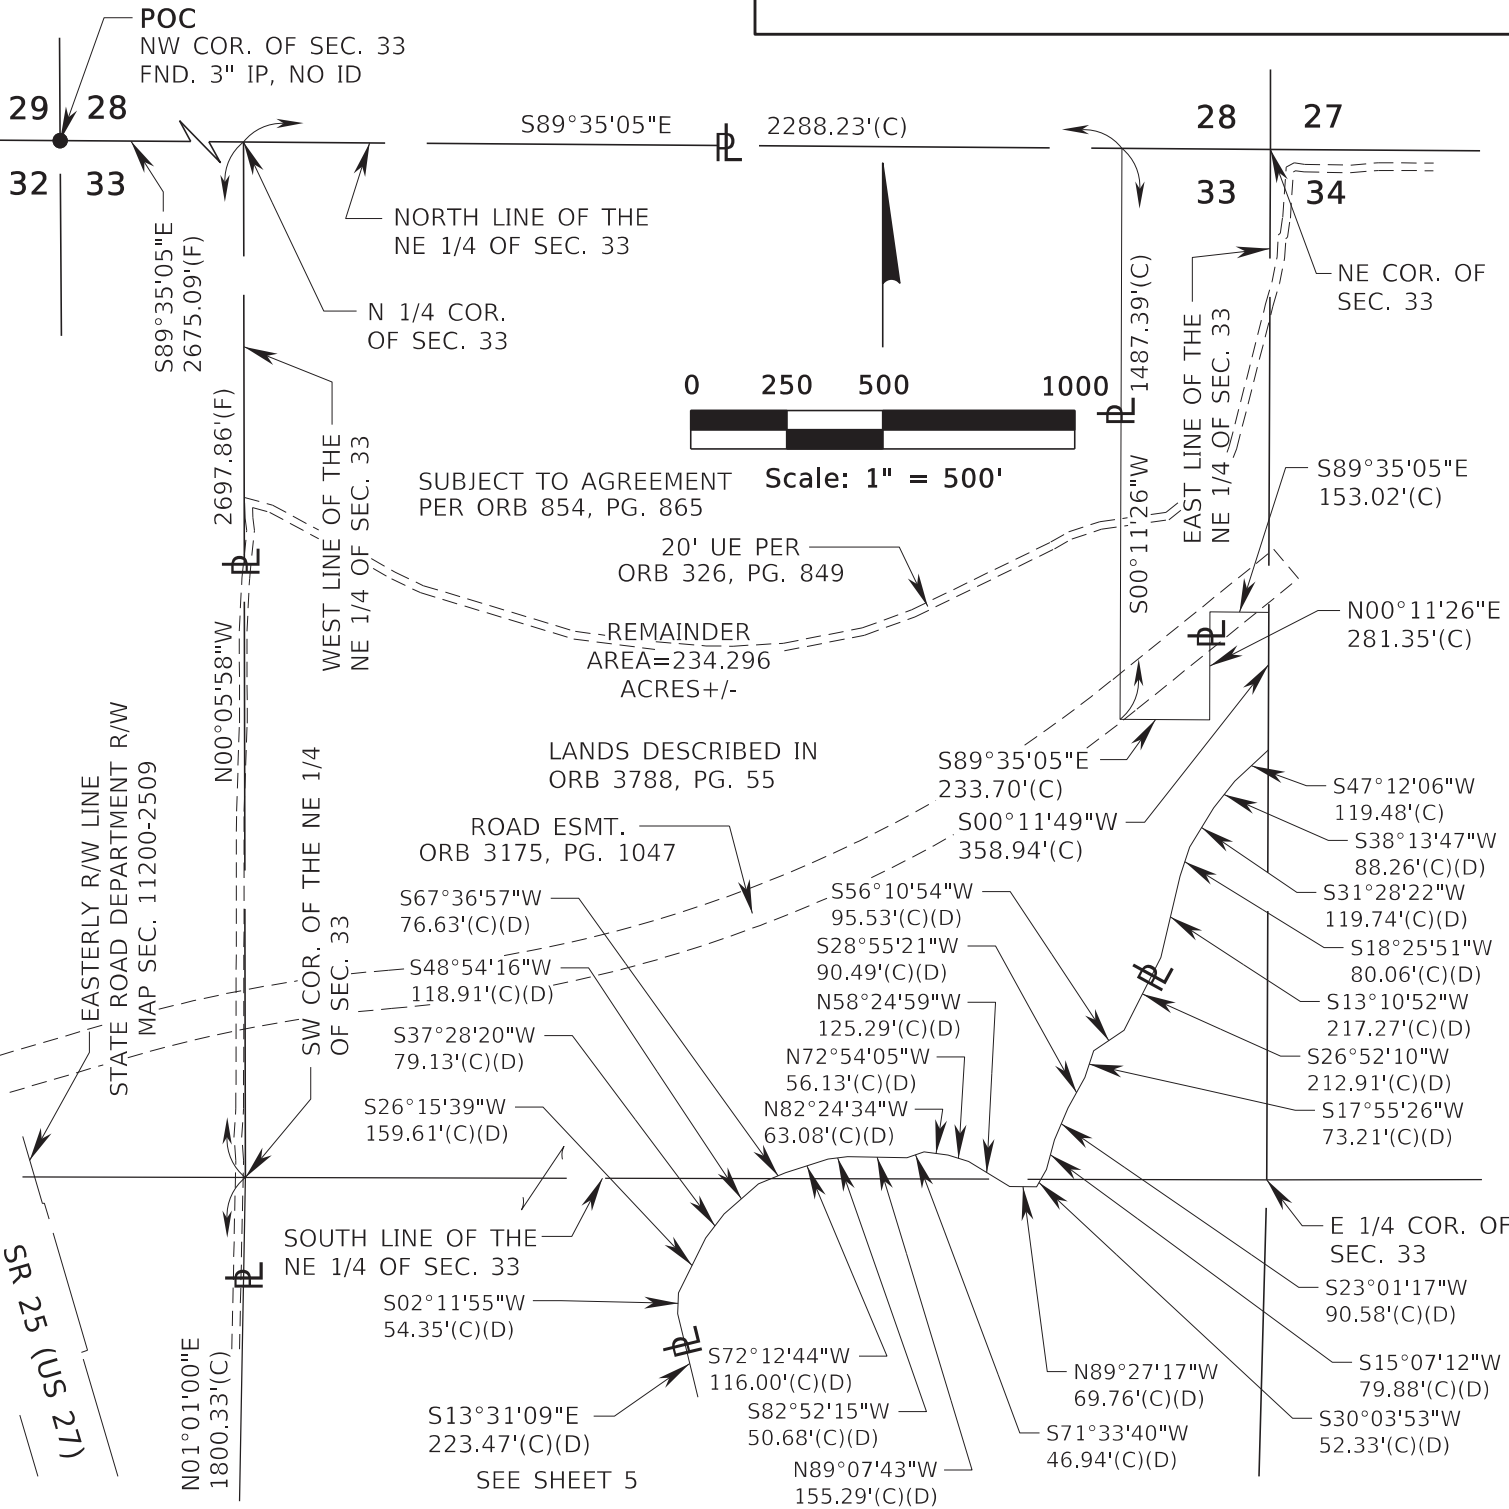 POC
NW COR. OF SEC. 33
FND. 3" IP, NO ID
29 28
32 33
S89°35'05"E
2675.09'(F)
S89°35'05"E PL 2288.23'(C)
28 27
33 34
NORTH LINE OF THE
NE 1/4 OF SEC. 33
N 1/4 COR.
OF SEC. 33
NE COR. OF
SEC. 33
0 250 500 1000
Scale: 1" = 500'
2697.86'(F)
PL
N00°05'58"W
WEST LINE OF THE
NE 1/4 OF SEC. 33
SUBJECT TO AGREEMENT
PER ORB 854, PG. 865
20' UE PER
ORB 326, PG. 849
1487.39'(C)
PL
S00°11'26"W
EAST LINE OF THE
NE 1/4 OF SEC. 33
S89°35'05"E
153.02'(C)
PL
N00°11'26"E
281.35'(C)
REMAINDER
AREA=234.296
ACRES+/-
LANDS DESCRIBED IN
ORB 3788, PG. 55
S89°35'05"E
233.70'(C)
S00°11'49"W
358.94'(C)
ROAD ESMT.
ORB 3175, PG. 1047
EASTERLY R/W LINE
STATE ROAD DEPARTMENT R/W
MAP SEC. 11200-2509
SW COR. OF THE NE 1/4
OF SEC. 33
S67°36'57"W
76.63'(C)(D)
S48°54'16"W
118.91'(C)(D)
S37°28'20"W
79.13'(C)(D)
S26°15'39"W
159.61'(C)(D)
S56°10'54"W
95.53'(C)(D)
S28°55'21"W
90.49'(C)(D)
N58°24'59"W
125.29'(C)(D)
N72°54'05"W
56.13'(C)(D)
N82°24'34"W
63.08'(C)(D)
PL
S47°12'06"W
119.48'(C)
S38°13'47"W
88.26'(C)(D)
S31°28'22"W
119.74'(C)(D)
S18°25'51"W
80.06'(C)(D)
S13°10'52"W
217.27'(C)(D)
S26°52'10"W
212.91'(C)(D)
S17°55'26"W
73.21'(C)(D)
SOUTH LINE OF THE
NE 1/4 OF SEC. 33
E 1/4 COR. OF
SEC. 33
S23°01'17"W
90.58'(C)(D)
S15°07'12"W
79.88'(C)(D)
S30°03'53"W
52.33'(C)(D)
S02°11'55"W
54.35'(C)(D)
PL
S13°31'09"E
223.47'(C)(D)
SEE SHEET 5
S72°12'44"W
116.00'(C)(D)
S82°52'15"W
50.68'(C)(D)
N89°07'43"W
155.29'(C)(D)
N89°27'17"W
69.76'(C)(D)
S71°33'40"W
46.94'(C)(D)
PL
N01°01'00"E
1800.33'(C)
SR 25 (US 27)